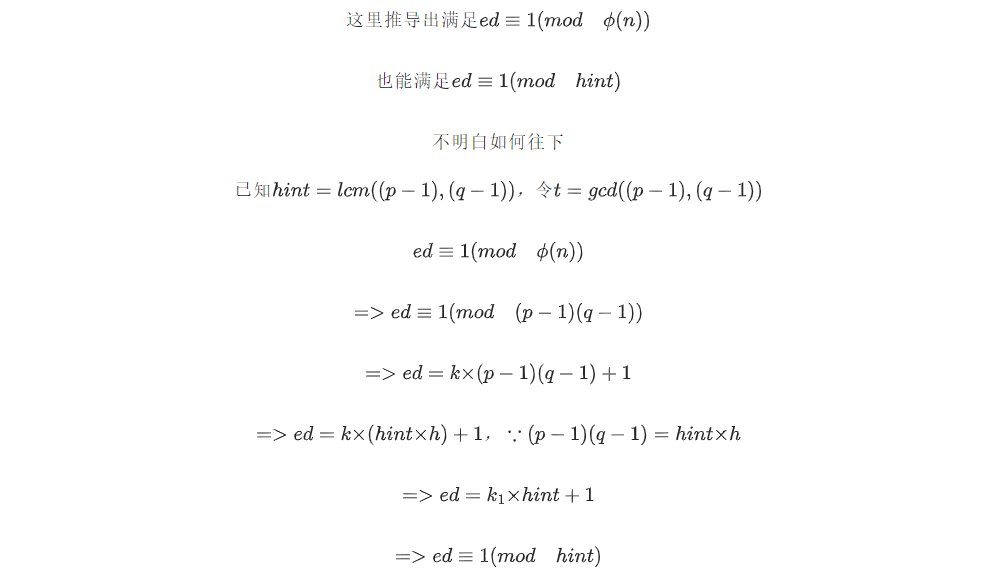 这里推导出满足ed ≡ 1(mod ϕ(n))
也能满足ed ≡ 1(mod hint)
不明白如何往下
已知hint = lcm((p − 1), (q − 1))，令t = gcd((p − 1), (q − 1))
ed ≡ 1(mod ϕ(n))
=> ed ≡ 1(mod (p − 1)(q − 1))
=> ed = k×(p − 1)(q − 1) + 1
=> ed = k×(hint×h) + 1，∵ (p − 1)(q − 1) = hint×h
=> ed = k₁×hint + 1
=> ed ≡ 1(mod hint)